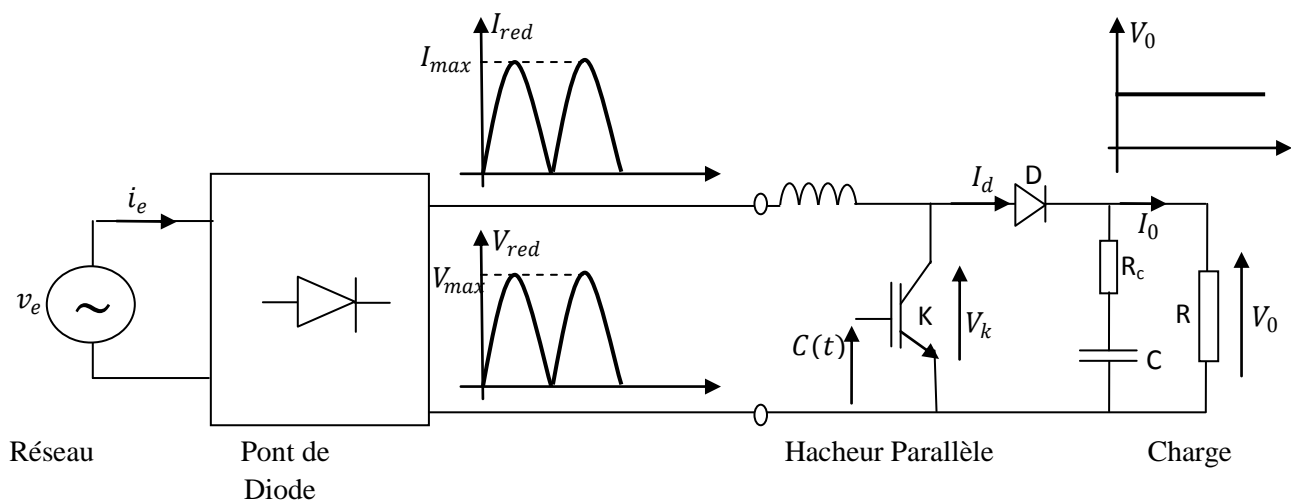 I_red
I_max
V_0
i_e
I_d
D
I_0
V_red
V_max
R_c
v_e
~
K
V_k
R
V_0
C(t)
C
Réseau
Pont de
Diode
Hacheur Parallèle
Charge